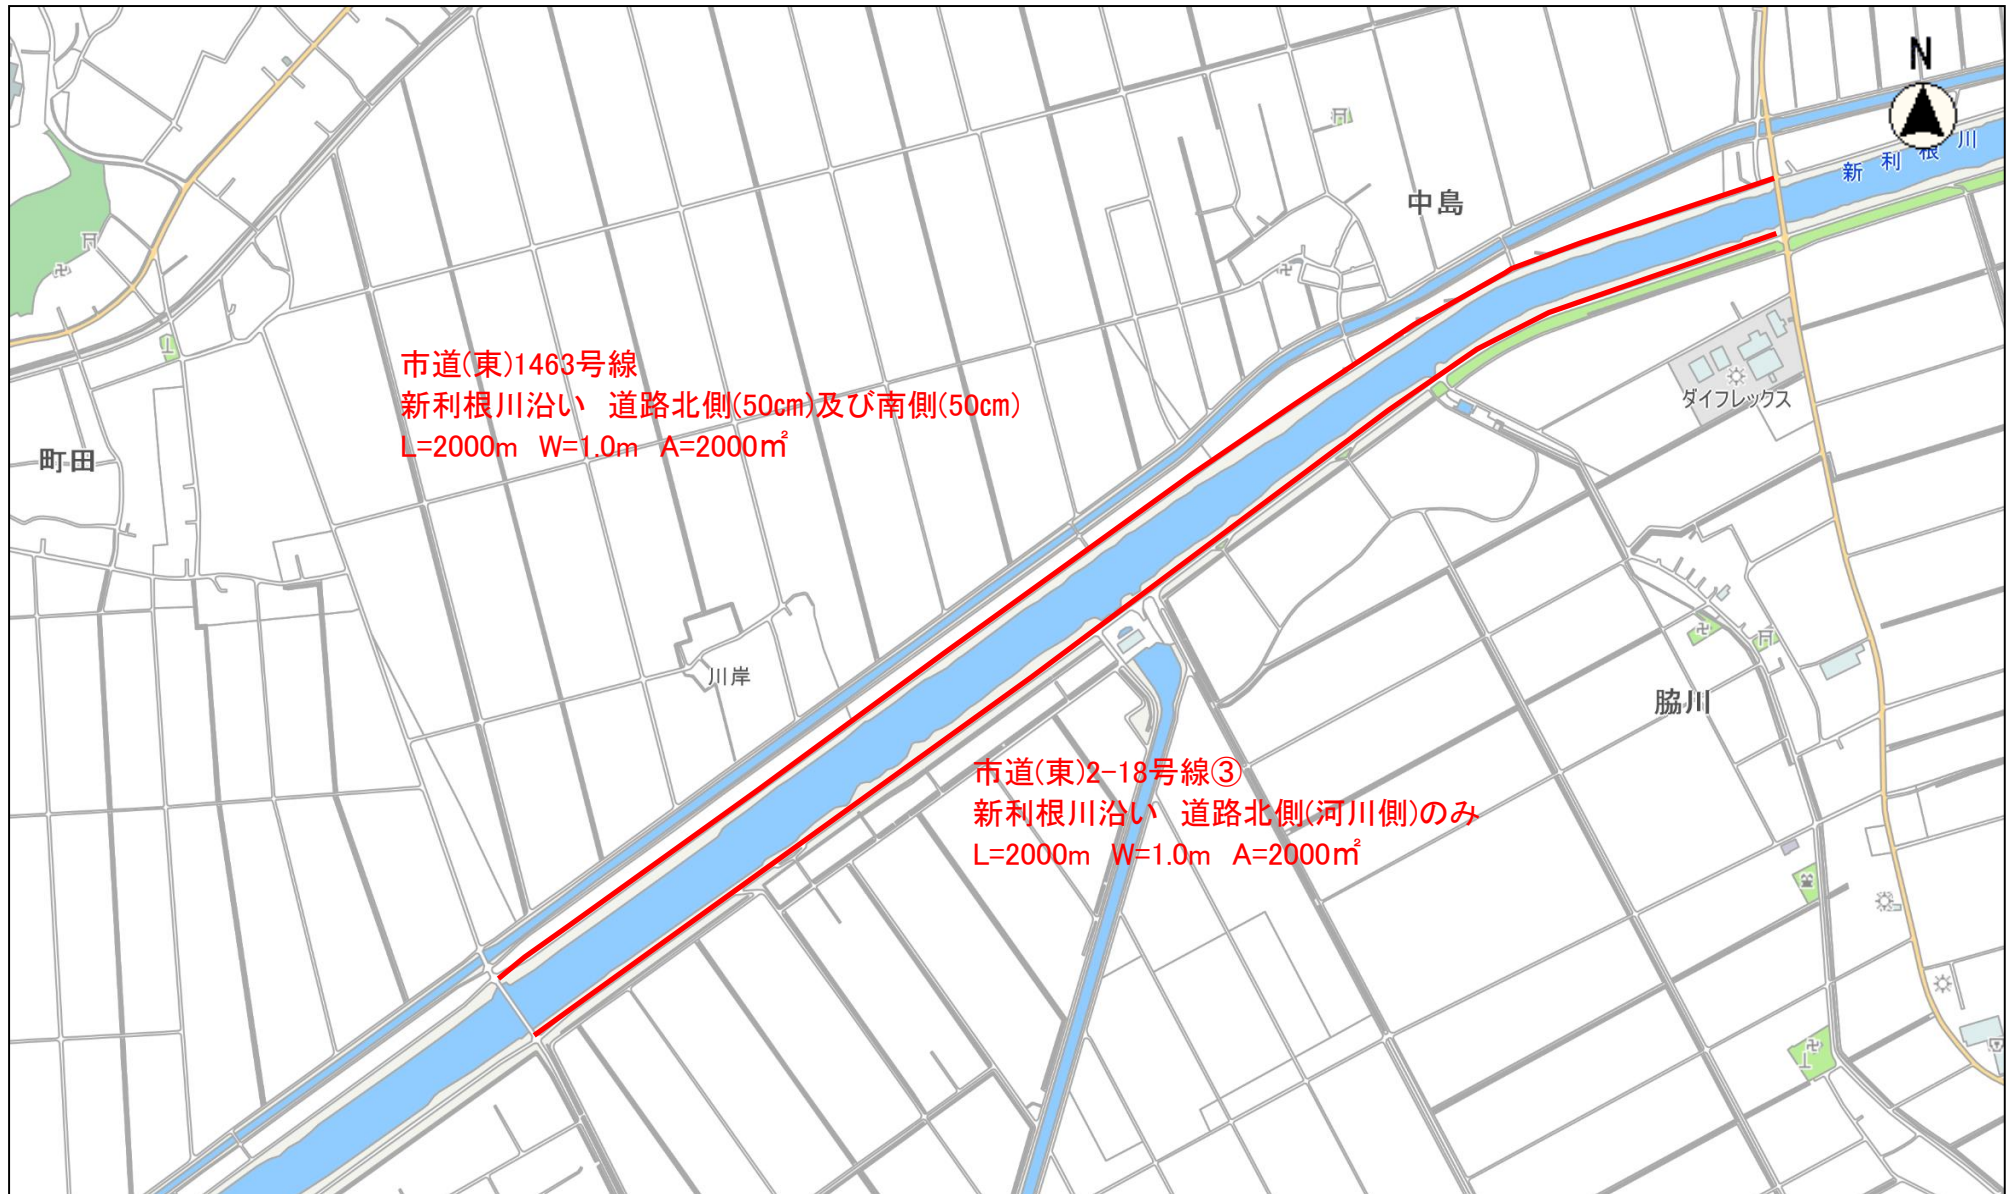 N
新利根川
中島
市道(東)1463号線
新利根川沿い 道路北側(50cm)及び南側(50cm)
L=2000m W=1.0m A=2000㎡
ダイフレックス
町田
川岸
脇川
市道(東)2-18号線③
新利根川沿い 道路北側(河川側)のみ
L=2000m W=1.0m A=2000㎡